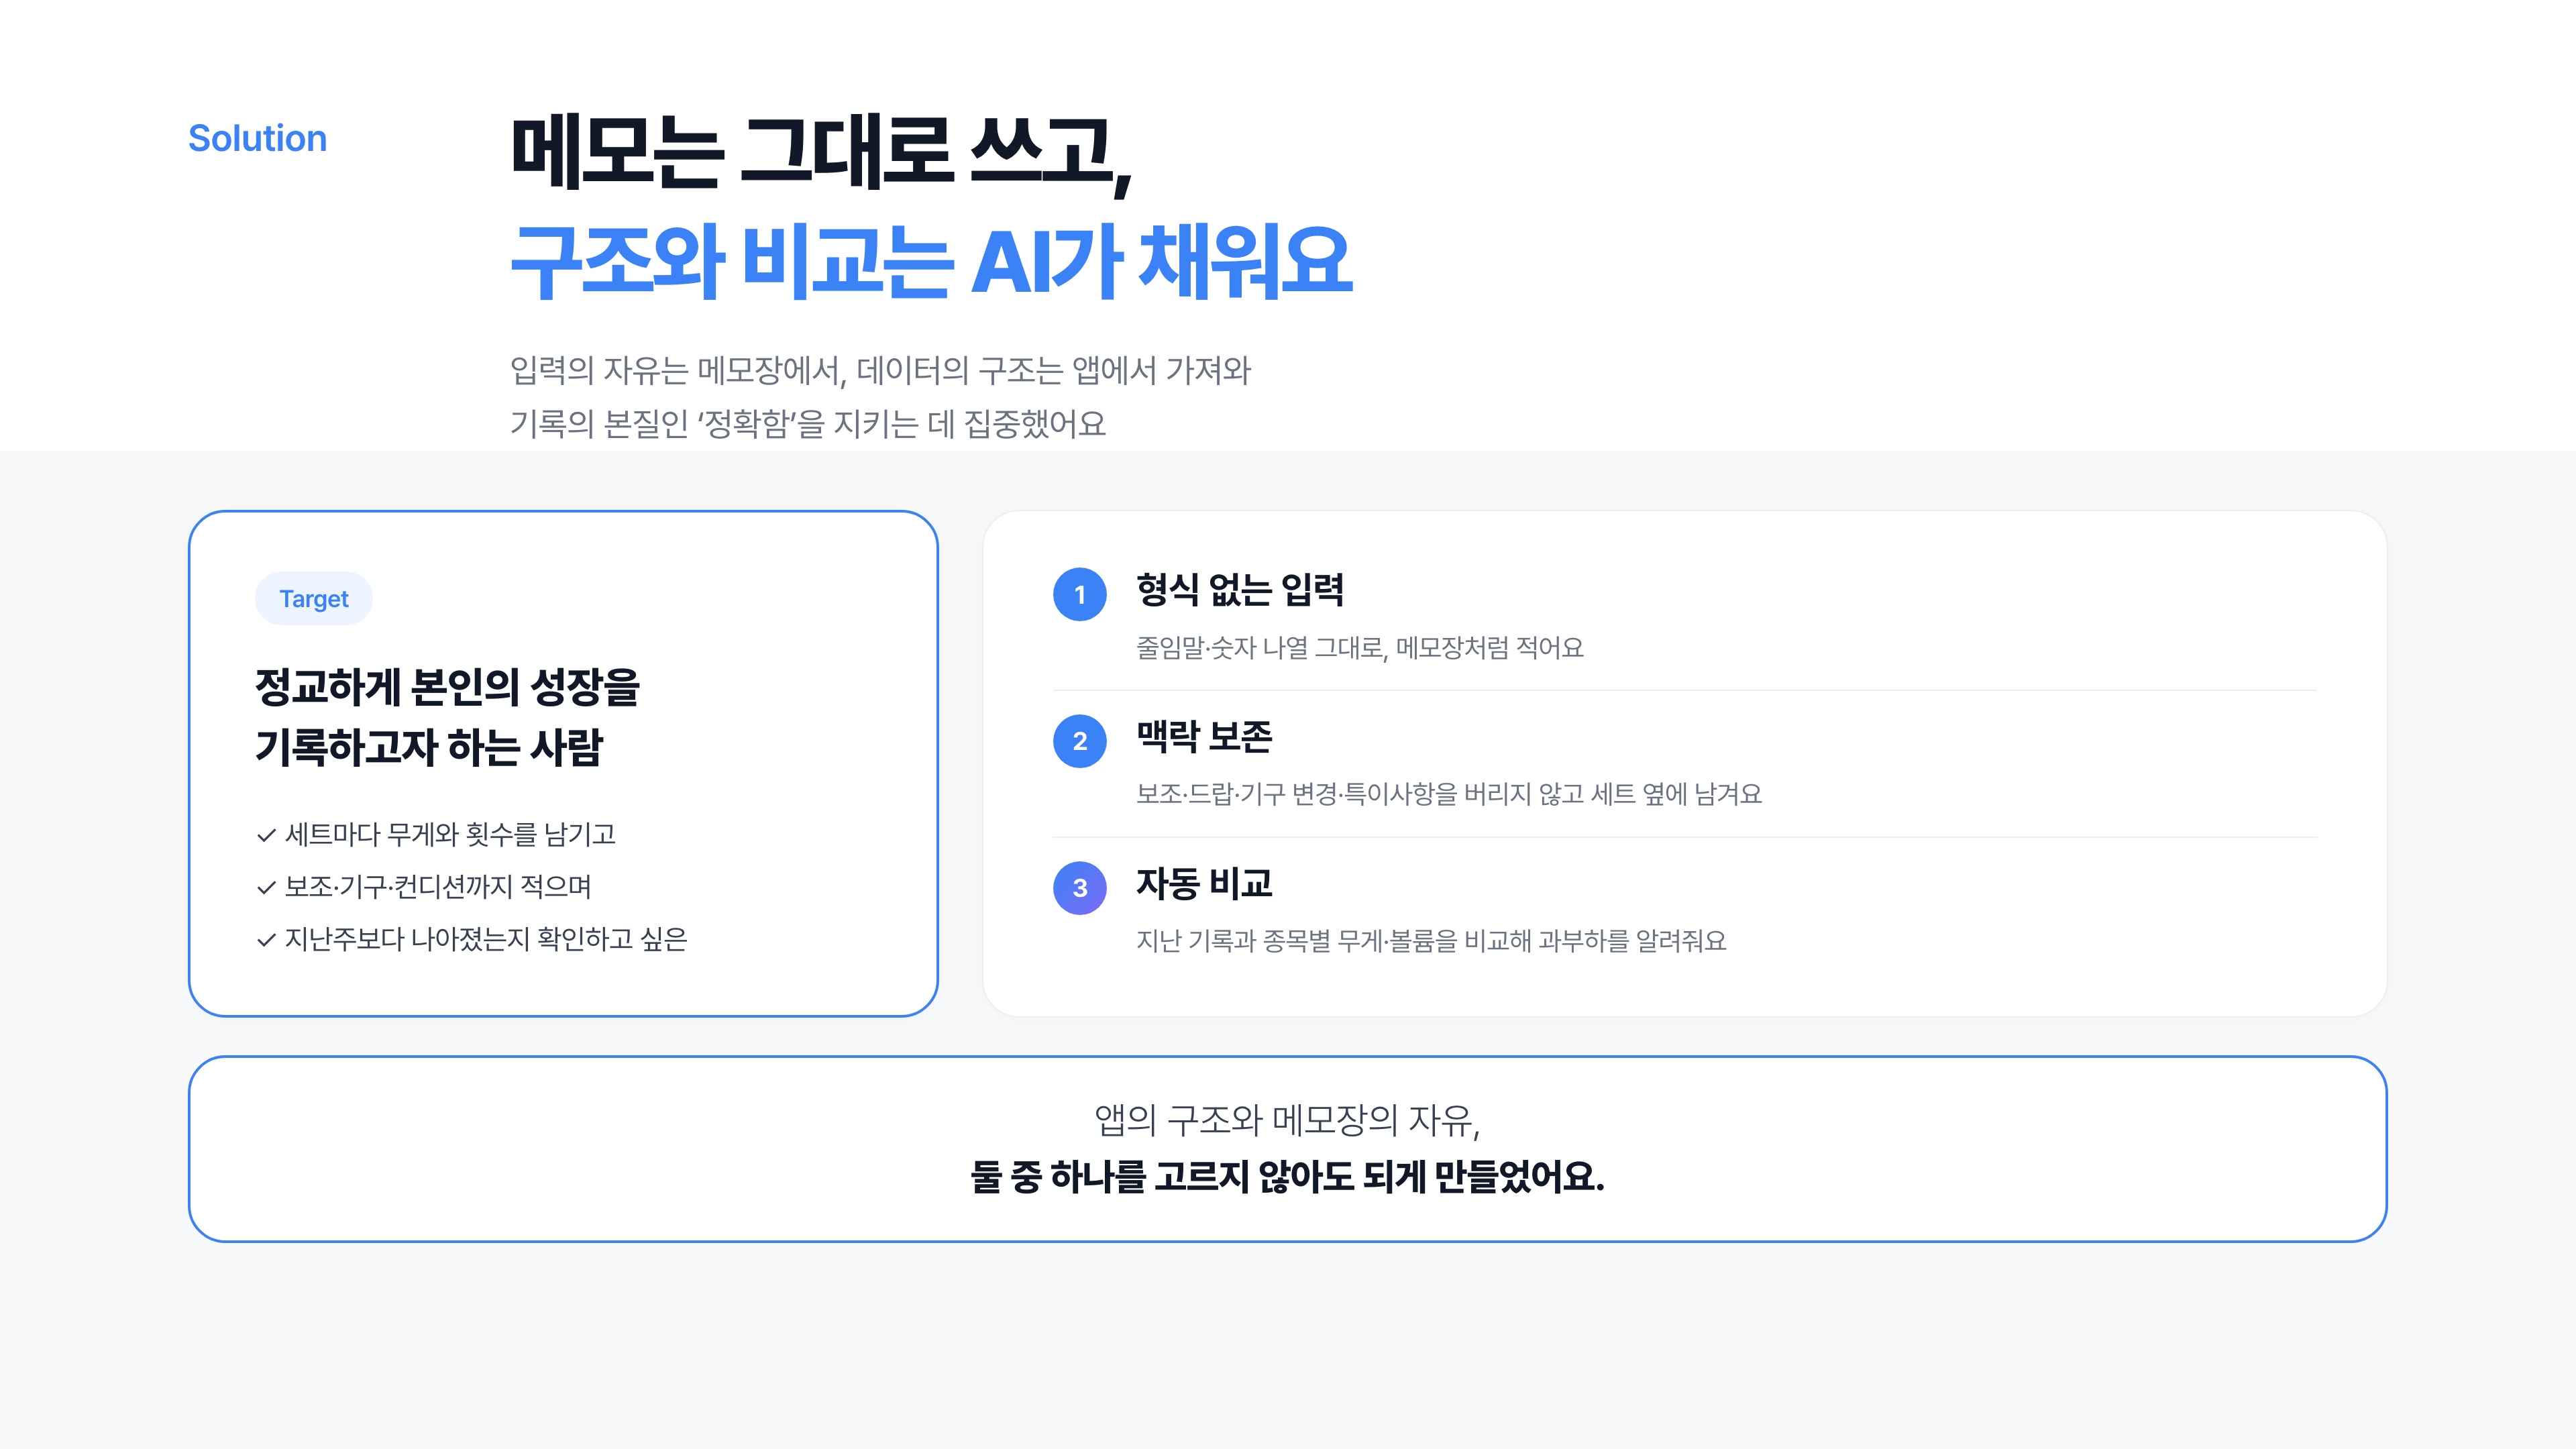 Solution
메모는 그대로 쓰고,
구조와 비교는 AI가 채워요
입력의 자유는 메모장에서, 데이터의 구조는 앱에서 가져와
기록의 본질인 ‘정확함’을 지키는 데 집중했어요
Target
정교하게 본인의 성장을
기록하고자 하는 사람
✓ 세트마다 무게와 횟수를 남기고
✓ 보조·기구·컨디션까지 적으며
✓ 지난주보다 나아졌는지 확인하고 싶은
1 형식 없는 입력
줄임말·숫자 나열 그대로, 메모장처럼 적어요
2 맥락 보존
보조·드랍·기구 변경·특이사항을 버리지 않고 세트 옆에 남겨요
3 자동 비교
지난 기록과 종목별 무게·볼륨을 비교해 과부하를 알려줘요
앱의 구조와 메모장의 자유,
둘 중 하나를 고르지 않아도 되게 만들었어요.